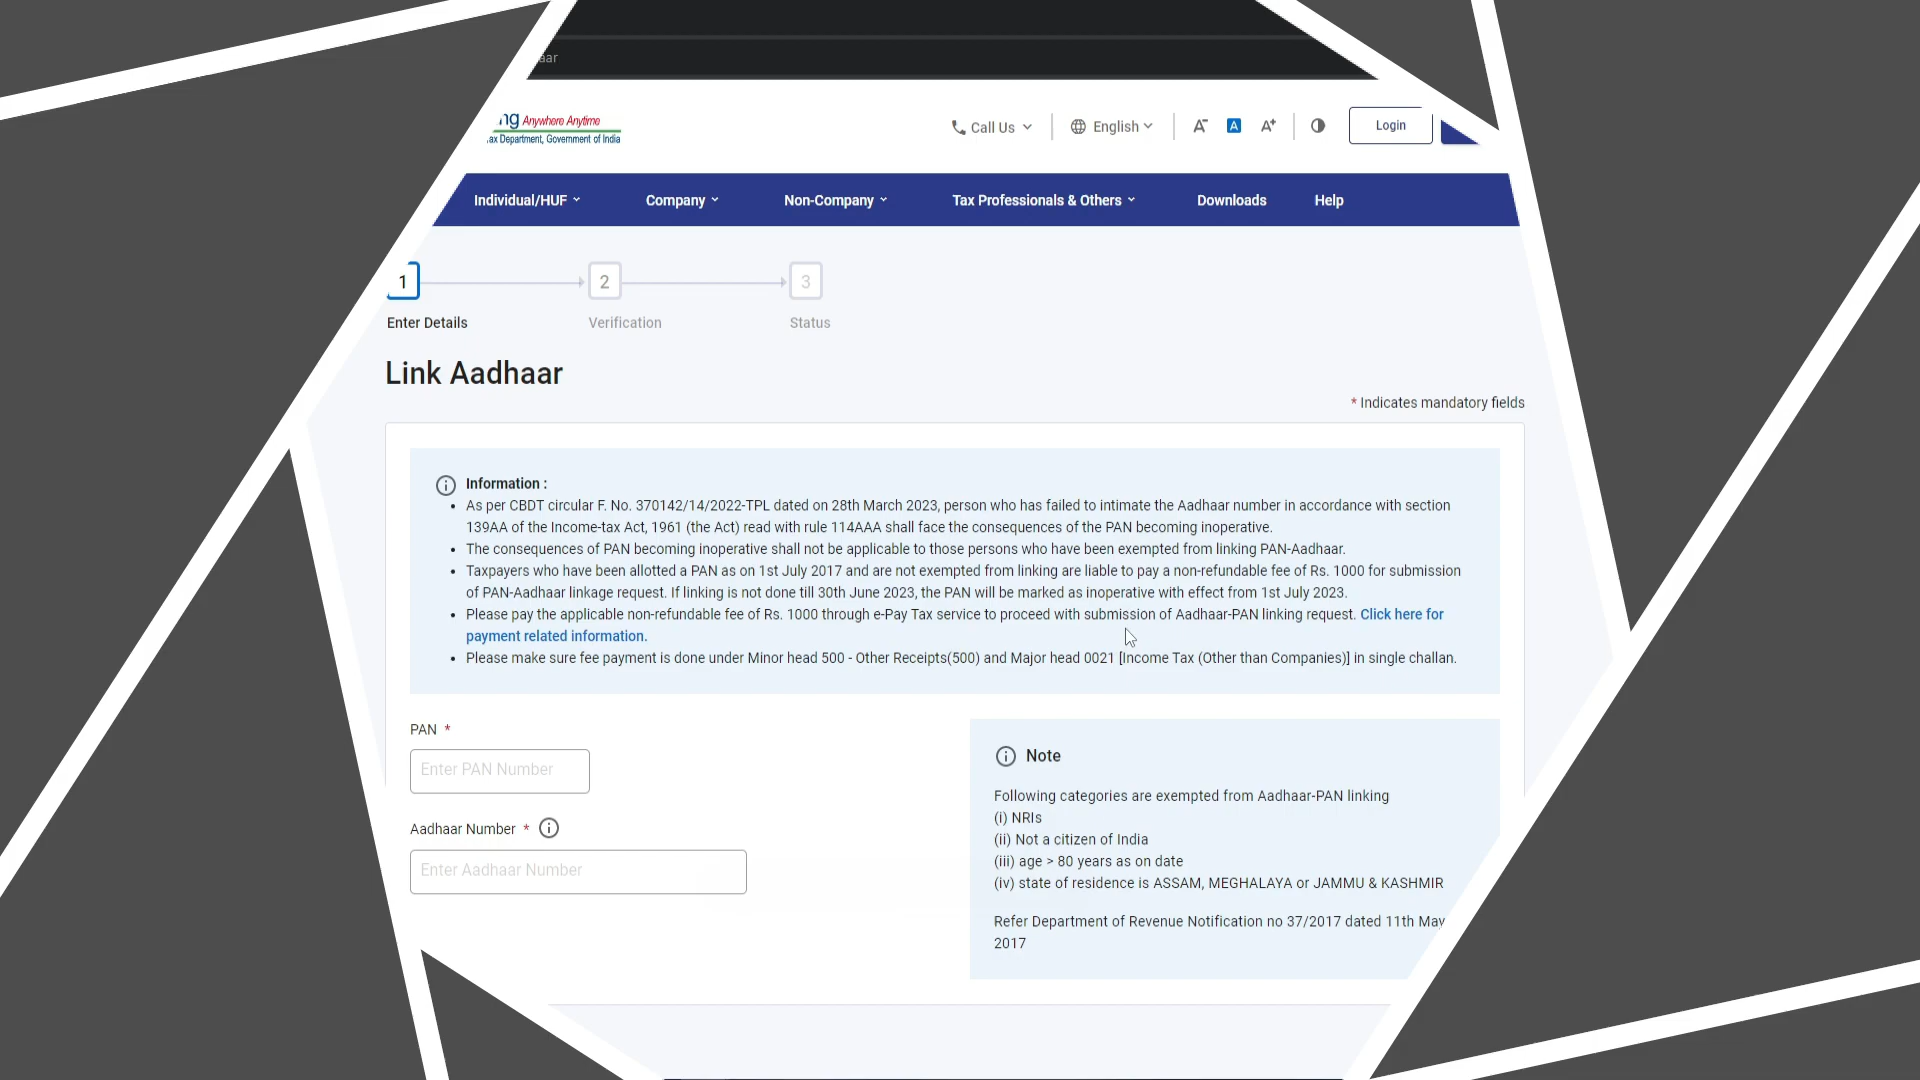 aar
ng Anywhere Anytime
ax Department, Government of India
Call Us
English
A-
A
A+
Login
Individual/HUF
Company
Non-Company
Tax Professionals & Others
Downloads
Help
1
2
3
Enter Details
Verification
Status
Link Aadhaar
* Indicates mandatory fields
Information :
• As per CBDT circular F. No. 370142/14/2022-TPL dated on 28th March 2023, person who has failed to intimate the Aadhaar number in accordance with section
139AA of the Income-tax Act, 1961 (the Act) read with rule 114AAA shall face the consequences of the PAN becoming inoperative.
• The consequences of PAN becoming inoperative shall not be applicable to those persons who have been exempted from linking PAN-Aadhaar.
• Taxpayers who have been allotted a PAN as on 1st July 2017 and are not exempted from linking are liable to pay a non-refundable fee of Rs. 1000 for submission
of PAN-Aadhaar linkage request. If linking is not done till 30th June 2023, the PAN will be marked as inoperative with effect from 1st July 2023.
• Please pay the applicable non-refundable fee of Rs. 1000 through e-Pay Tax service to proceed with submission of Aadhaar-PAN linking request. Click here for
payment related information.
• Please make sure fee payment is done under Minor head 500 - Other Receipts(500) and Major head 0021 [Income Tax (Other than Companies)] in single challan.
PAN *
Enter PAN Number
Aadhaar Number *
Enter Aadhaar Number
Note
Following categories are exempted from Aadhaar-PAN linking
(i) NRIs
(ii) Not a citizen of India
(iii) age > 80 years as on date
(iv) state of residence is ASSAM, MEGHALAYA or JAMMU & KASHMIR
Refer Department of Revenue Notification no 37/2017 dated 11th May
2017